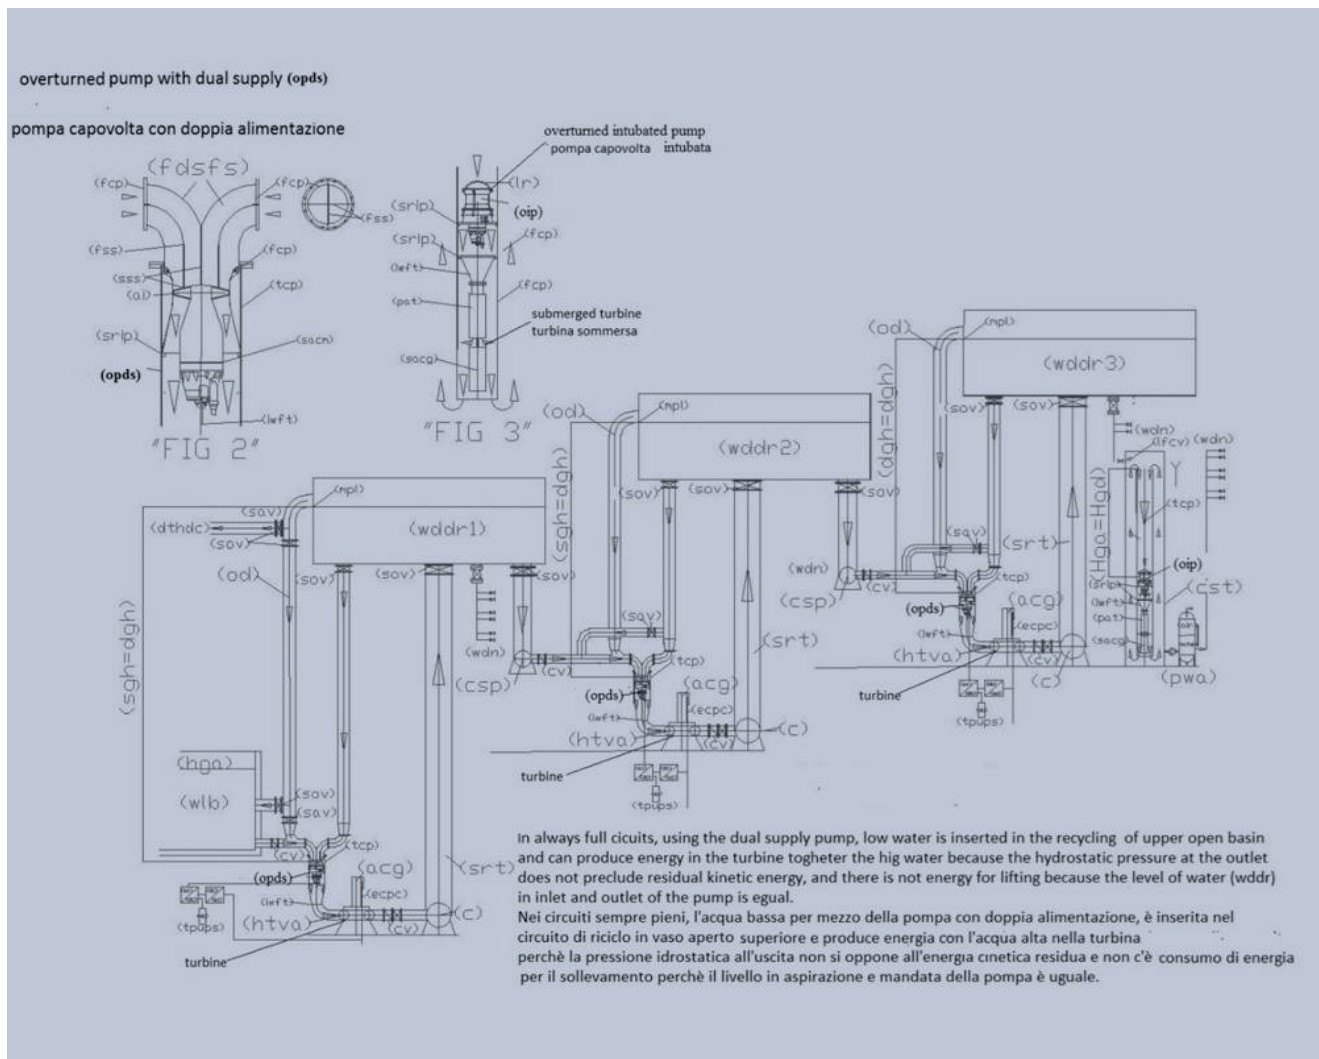 overturned pump with dual supply (opds)
pompa capovolta con doppia alimentazione
(fdsfs)
(fcp)
(fcp)
(fss)
(fss)
(fcp)
(sss)
(tcp)
(al)
(srip)
(sacm)
(opds)
(wft)
"FIG 2"
overturned intubated pump
pompa capovolta intubata
(lr)
(srip)
(oip)
(srip)
(fcp)
(wft)
(fcp)
(pat)
submerged turbine
turbina sommersa
(sacg)
"FIG 3"
(od)
(mpl)
(wddr3)
(dgh=dgh)
(sov)
(sov)
(wdn)
(lfcv)
(wdn)
Y
(Hga=Hgd)
(tcp)
(sav)
(srt)
(oip)
(tcp)
(srip)
(cst)
(wft)
(opds)
(acg)
(pat)
(ecpc)
(sacg)
(wft)
(htva)
(cv)
(c)
(pwa)
turbine
(tpups)
(od)
(mpl)
(sgh=dgh)
(wddr2)
(sov)
(sov)
(sov)
(wdn)
(cv)
(csp)
(sav)
(srt)
(tcp)
(opds)
(acg)
(ecpc)
(wft)
(htva)
(cv)
(c)
turbine
(tpups)
(mpl)
(sav)
(dthdc)
(sov)
(wddr1)
(od)
(sov)
(sov)
(sov)
(sgh=dgh)
(wdn)
(csp)
(cv)
(hga)
(wlb)
(sov)
(sav)
(cv)
(tcp)
(opds)
(acg)
(srt)
(ecpc)
(wft)
(tpups)
(htva)
(cv)
(c)
turbine
In always full cicuits, using the dual supply pump, low water is inserted in the recycling of upper open basin
and can produce energy in the turbine togheter the hig water because the hydrostatic pressure at the outlet
does not preclude residual kinetic energy, and there is not energy for lifting because the level of water (wddr)
in inlet and outlet of the pump is egual.
Nei circuiti sempre pieni, l'acqua bassa per mezzo della pompa con doppia alimentazione, è inserita nel
circuito di riciclo in vaso aperto superiore e produce energia con l'acqua alta nella turbina
perchè la pressione idrostatica all'uscita non si oppone all'energia cinetica residua e non c'è consumo di energia
per il sollevamento perchè il livello in aspirazione e mandata della pompa è uguale.